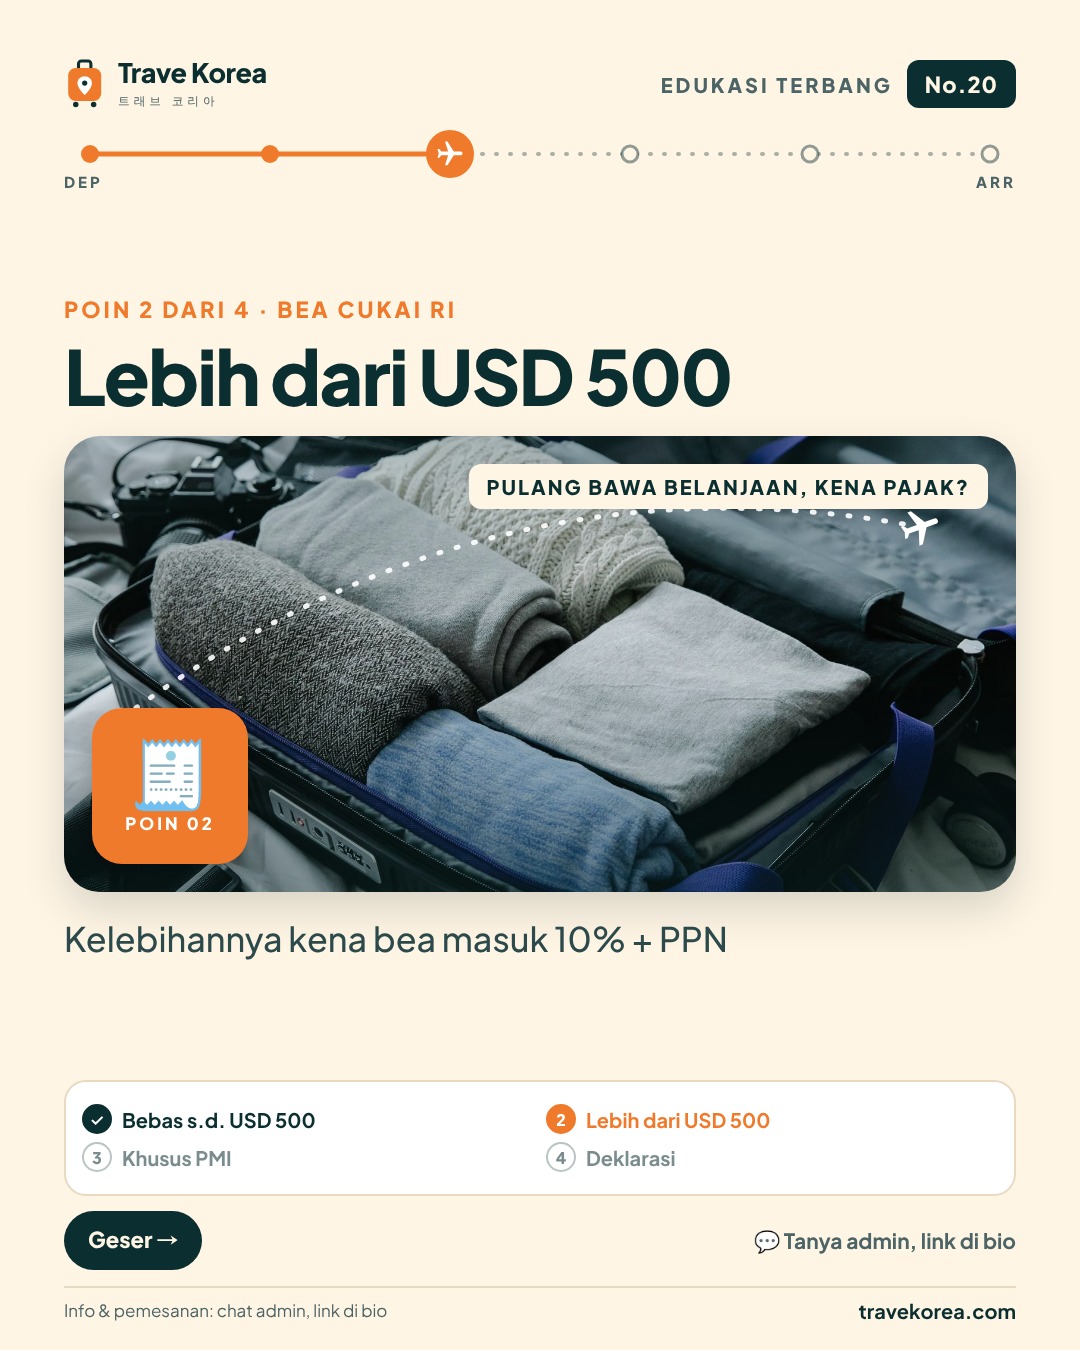 Trave Korea
트래브 코리아
EDUKASI TERBANG
No.20
DEP
ARR
POIN 2 DARI 4 · BEA CUKAI RI
Lebih dari USD 500
PULANG BAWA BELANJAAN, KENA PAJAK?
POIN 02
Kelebihannya kena bea masuk 10% + PPN
Bebas s.d. USD 500
2 Lebih dari USD 500
3 Khusus PMI
4 Deklarasi
Geser →
💬 Tanya admin, link di bio
Info & pemesanan: chat admin, link di bio
travekorea.com